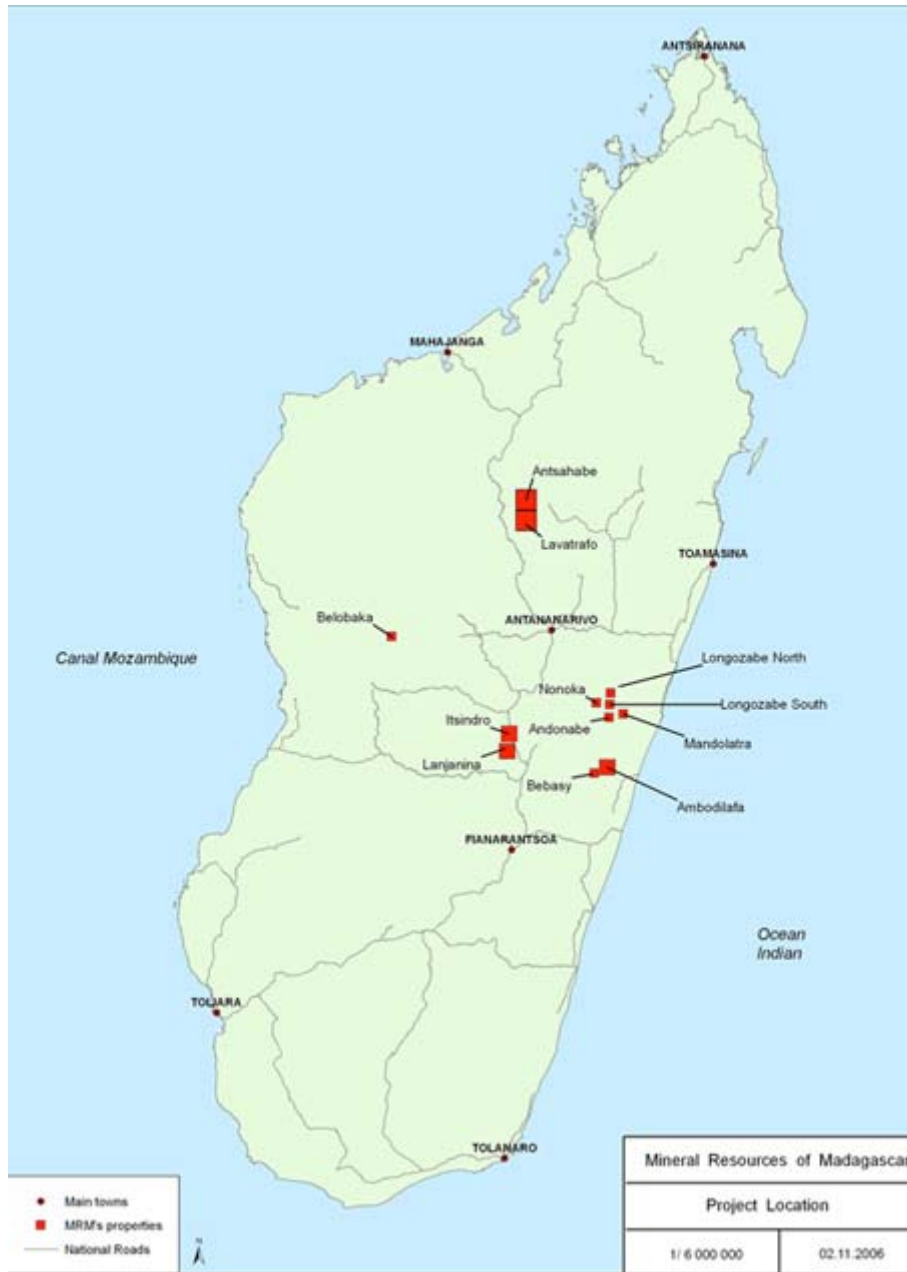 ANTSIRANANA
MAHAJANGA
Antsahabe
Lavatrafo
TOAMASINA
Belobaka
ANTANANARIVO
Canal Mozambique
Longozabe North
Nonoka
Longozabe South
Itsindro
Andonabe
Mandolatra
Lanjanina
Bebasy
Ambodilafa
FIANARANTSOA
Ocean
Indian
TOLIARA
TOLANARO
Mineral Resources of Madagascar
Project Location
1/ 6 000 000
02.11.2006
Main towns
MRM's properties
National Roads
N